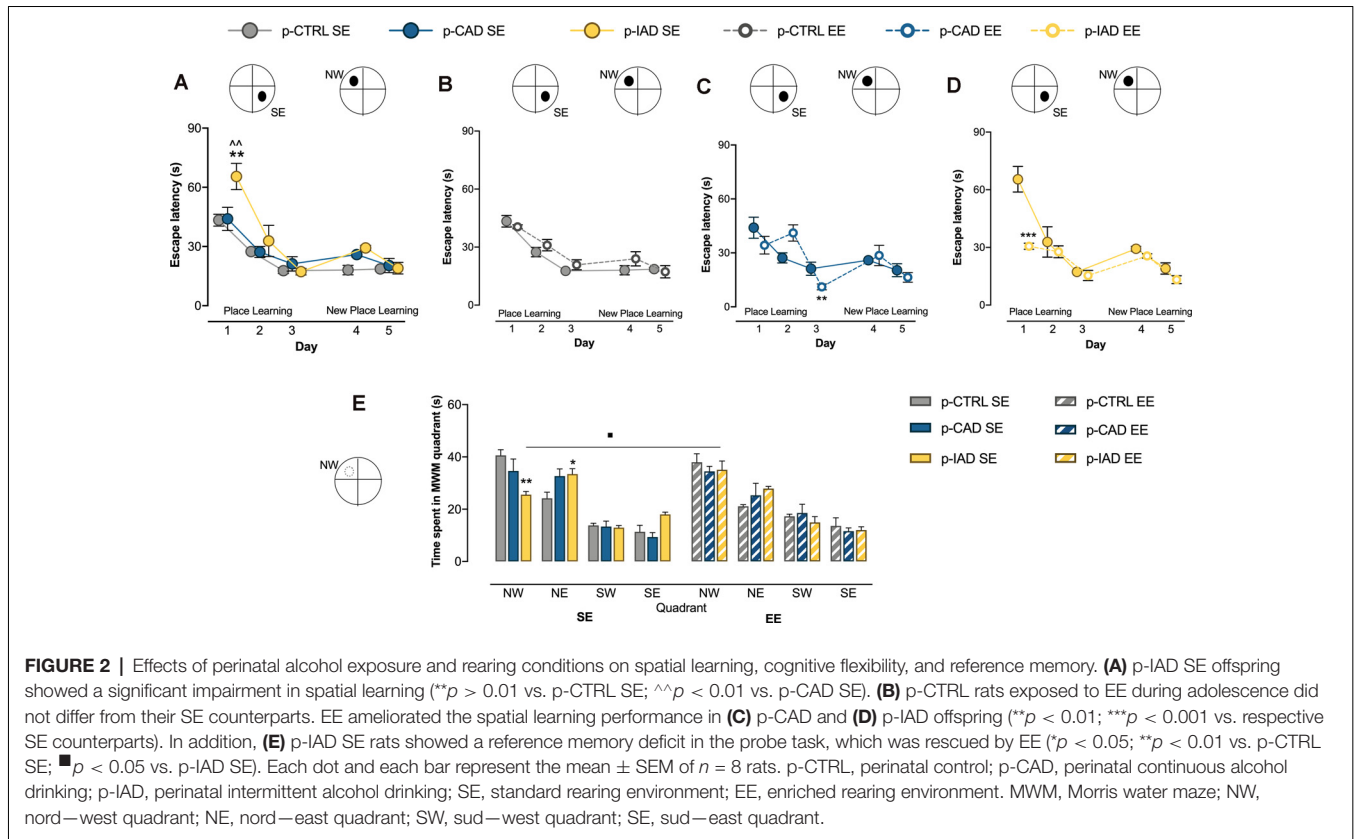 p-CTRL SE p-CAD SE p-IAD SE p-CTRL EE p-CAD EE p-IAD EE
A
SE
NW
Escape latency (s)
90
60
30
0
^^
**
Place Learning New Place Learning
1 2 3 4 5
Day
B
SE
NW
Escape latency (s)
90
60
30
0
Place Learning New Place Learning
1 2 3 4 5
Day
C
SE
NW
Escape latency (s)
90
60
30
0
**
Place Learning New Place Learning
1 2 3 4 5
Day
D
SE
NW
Escape latency (s)
90
60
30
0
***
Place Learning New Place Learning
1 2 3 4 5
Day
E
NW
Time spent in MWM quadrant (s)
60
40
20
0
**
*
■
NW NE SW SE NW NE SW SE
Quadrant
SE EE
p-CTRL SE p-CTRL EE
p-CAD SE p-CAD EE
p-IAD SE p-IAD EE
FIGURE 2 | Effects of perinatal alcohol exposure and rearing conditions on spatial learning, cognitive flexibility, and reference memory. (A) p-IAD SE offspring
showed a significant impairment in spatial learning (**p > 0.01 vs. p-CTRL SE; ^^p < 0.01 vs. p-CAD SE). (B) p-CTRL rats exposed to EE during adolescence did
not differ from their SE counterparts. EE ameliorated the spatial learning performance in (C) p-CAD and (D) p-IAD offspring (**p < 0.01; ***p < 0.001 vs. respective
SE counterparts). In addition, (E) p-IAD SE rats showed a reference memory deficit in the probe task, which was rescued by EE (*p < 0.05; **p < 0.01 vs. p-CTRL
SE; ■p < 0.05 vs. p-IAD SE). Each dot and each bar represent the mean ± SEM of n = 8 rats. p-CTRL, perinatal control; p-CAD, perinatal continuous alcohol
drinking; p-IAD, perinatal intermittent alcohol drinking; SE, standard rearing environment; EE, enriched rearing environment. MWM, Morris water maze; NW,
nord—west quadrant; NE, nord—east quadrant; SW, sud—west quadrant; SE, sud—east quadrant.